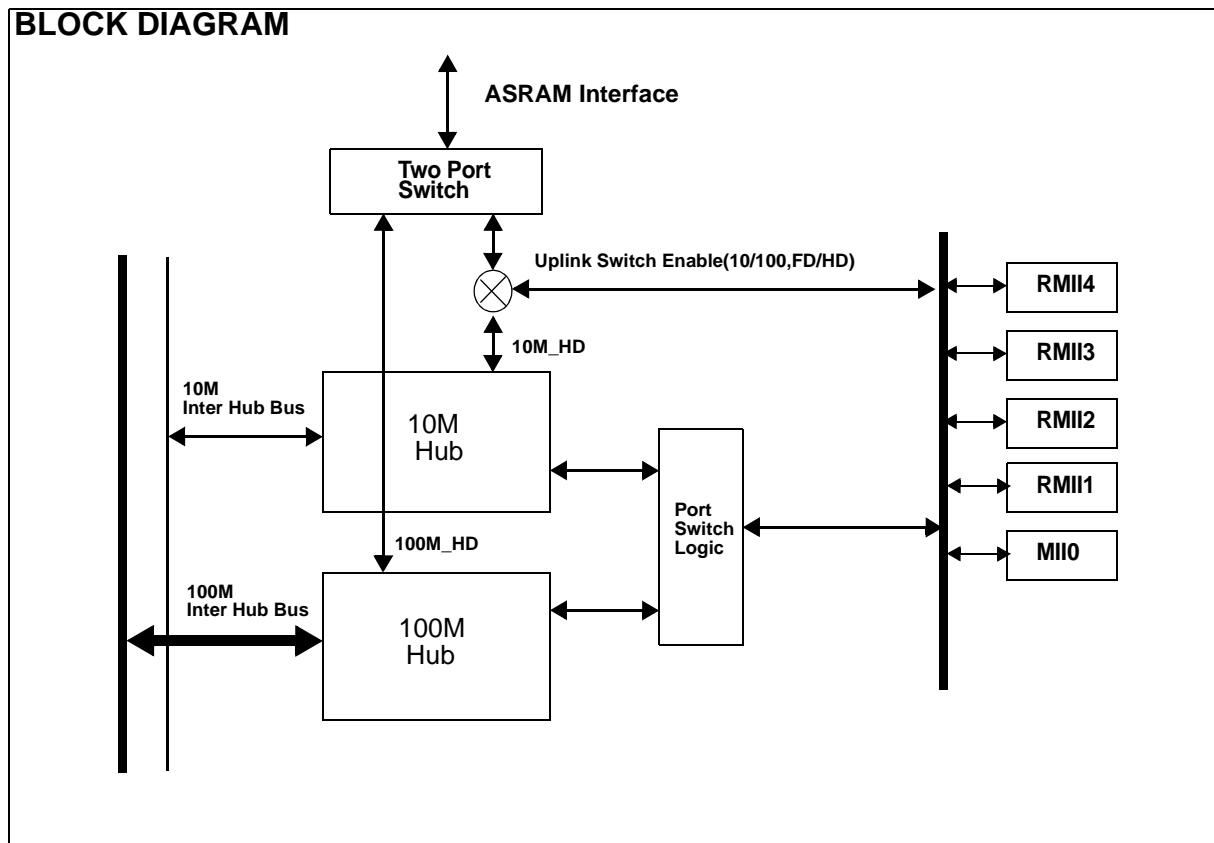 BLOCK DIAGRAM
ASRAM Interface
Two Port
Switch
Uplink Switch Enable(10/100,FD/HD)
RMII4
10M_HD
RMII3
10M
Inter Hub Bus
10M
Hub
RMII2
RMII1
Port
Switch
Logic
100M_HD
MII0
100M
Inter Hub Bus
100M
Hub